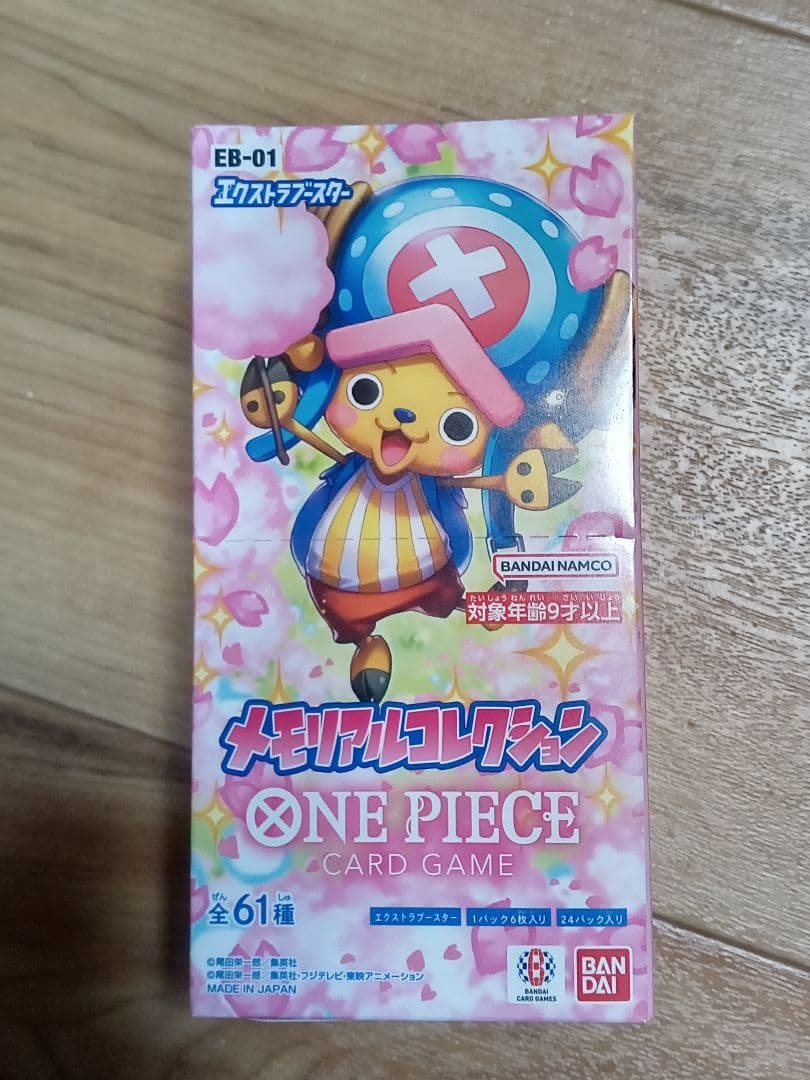 EB-01
エクストラブースター
BANDAI NAMCO
たいしょうねんれい さいいじょう
対象年齢9才以上
メモリアルコレクション
ONE PIECE
CARD GAME
ぜん しゅ
全61種
エクストラブースター 1パック6枚入り 24パック入り
©尾田栄一郎/集英社
©尾田栄一郎/集英社・フジテレビ・東映アニメーション
MADE IN JAPAN
BANDAI
CARD GAMES
BAN
DAI